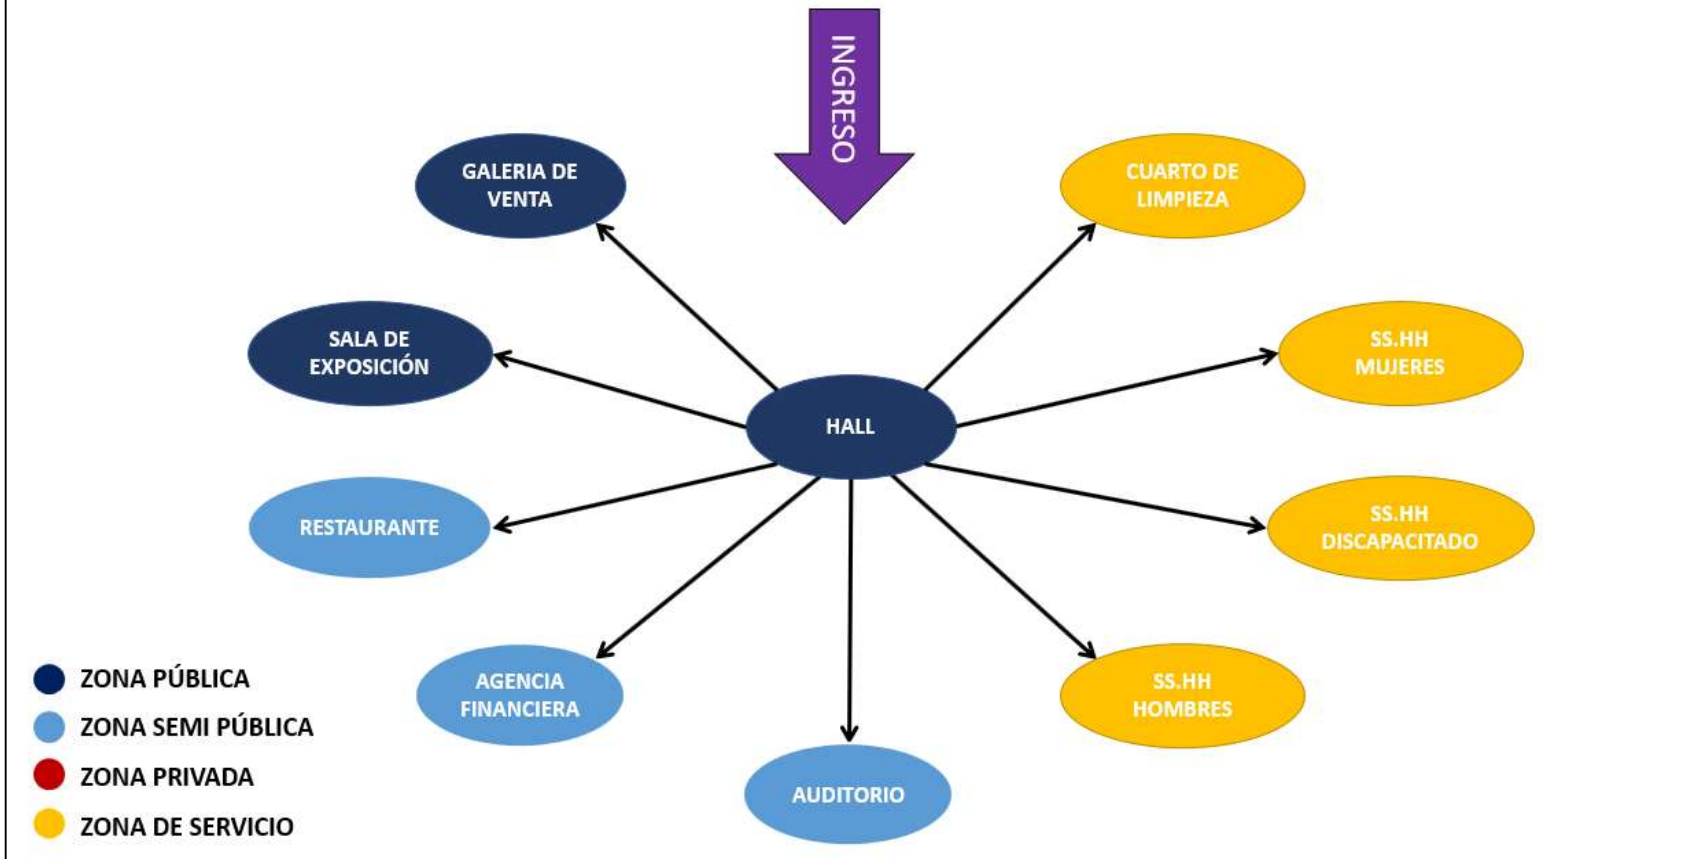 INGRESO
GALERIA DE
VENTA
CUARTO DE
LIMPIEZA
SALA DE
EXPOSICIÓN
SS.HH
MUJERES
HALL
RESTAURANTE
SS.HH
DISCAPACITADO
AGENCIA
FINANCIERA
SS.HH
HOMBRES
AUDITORIO
ZONA PÚBLICA
ZONA SEMI PÚBLICA
ZONA PRIVADA
ZONA DE SERVICIO